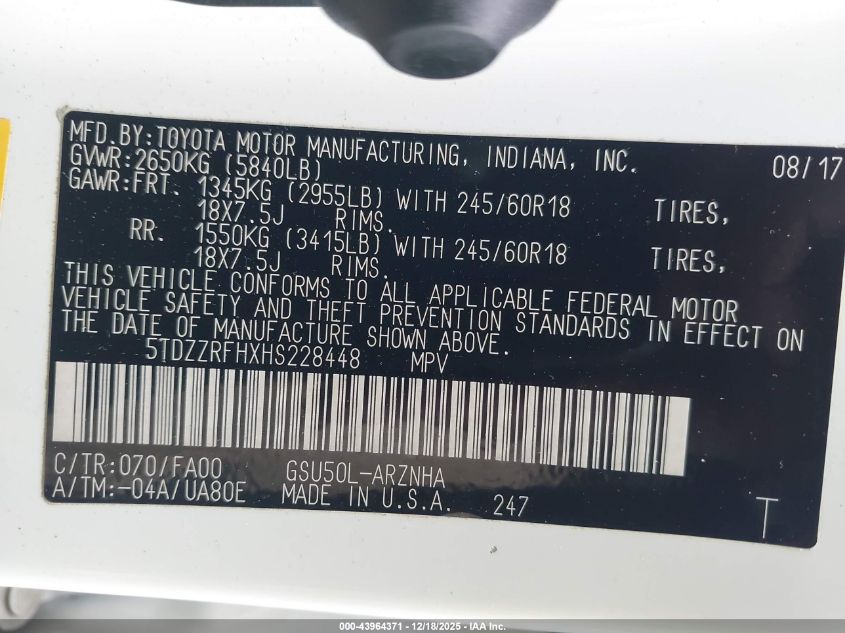 MFD.BY:TOYOTA MOTOR MANUFACTURING, INDIANA, INC. 08/17
GVWR:2650KG (5840LB)
GAWR:FRT. 1345KG (2955LB) WITH 245/60R18 TIRES,
18X7.5J RIMS.
RR. 1550KG (3415LB) WITH 245/60R18 TIRES,
18X7.5J RIMS.
THIS VEHICLE CONFORMS TO ALL APPLICABLE FEDERAL MOTOR
VEHICLE SAFETY AND THEFT PREVENTION STANDARDS IN EFFECT ON
THE DATE OF MANUFACTURE SHOWN ABOVE.
5TDZZRFHXHS228448 MPV
C/TR:070/FA00 GSU50L-ARZNHA
A/TM:-04A/UA80E MADE IN U.S.A. 247 T
000-43964371 - 12/18/2025 - IAA Inc.